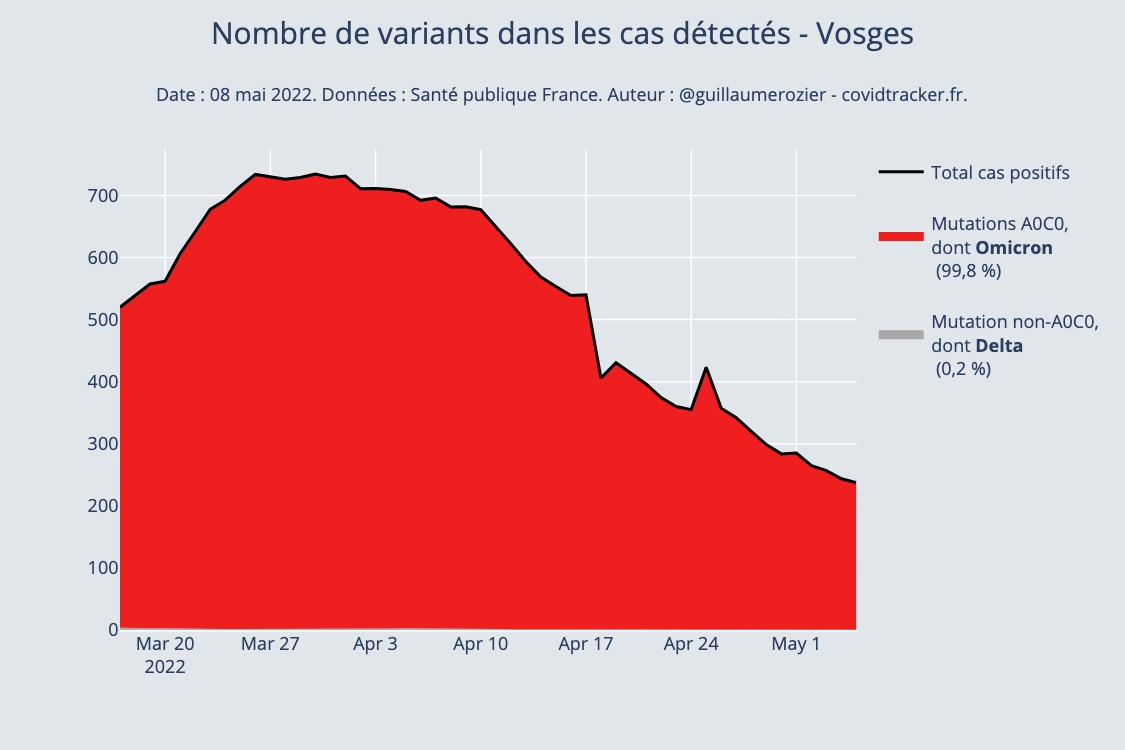 Nombre de variants dans les cas détectés - Vosges
Date : 08 mai 2022. Données : Santé publique France. Auteur : @guillaumerozier - covidtracker.fr.
Total cas positifs
Mutations A0C0,
dont Omicron
(99,8 %)
Mutation non-A0C0,
dont Delta
(0,2 %)
700
600
500
400
300
200
100
0
Mar 20
2022
Mar 27
Apr 3
Apr 10
Apr 17
Apr 24
May 1